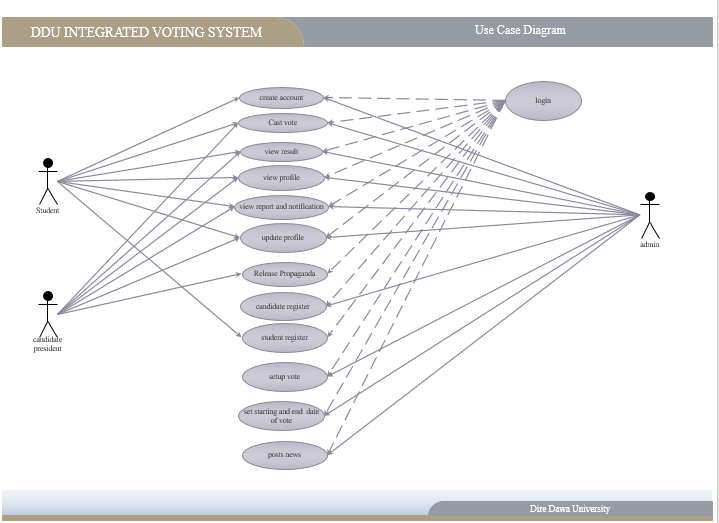 DDU INTEGRATED VOTING SYSTEM
Use Case Diagram
create account
login
Cast vote
view result
view profile
Student
view report and notification
update profile
admin
Release Propaganda
candidate register
candidate
president
student register
setup vote
set starting and end date
of vote
posts news
Dire Dawa University